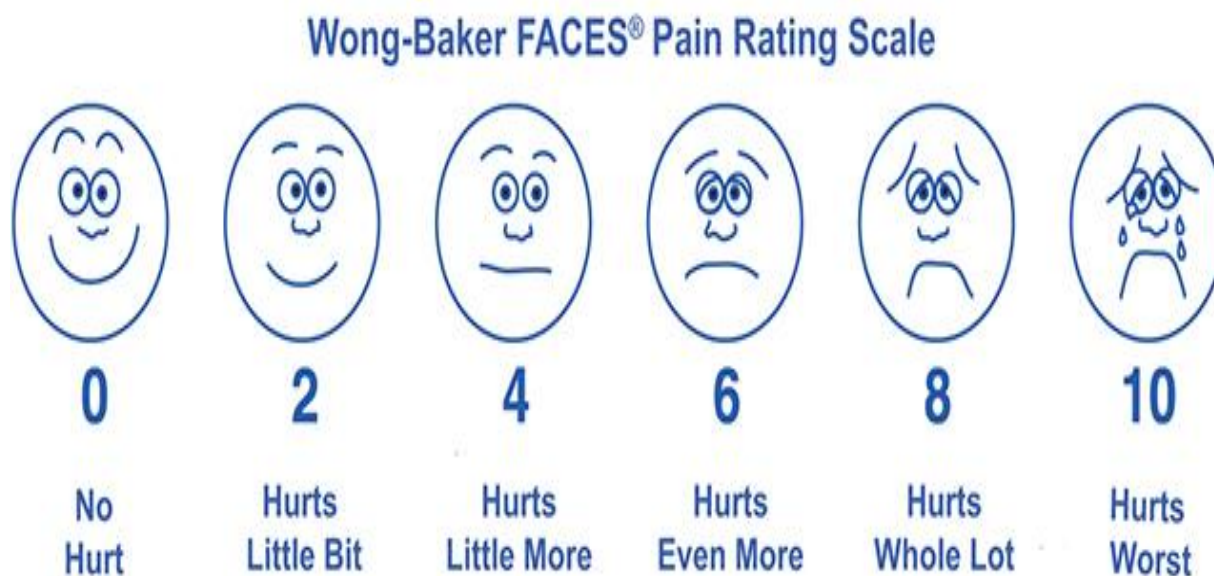 Wong-Baker FACES® Pain Rating Scale
0 2 4 6 8 10
No Hurts Hurts Hurts Hurts Hurts
Hurt Little Bit Little More Even More Whole Lot Worst